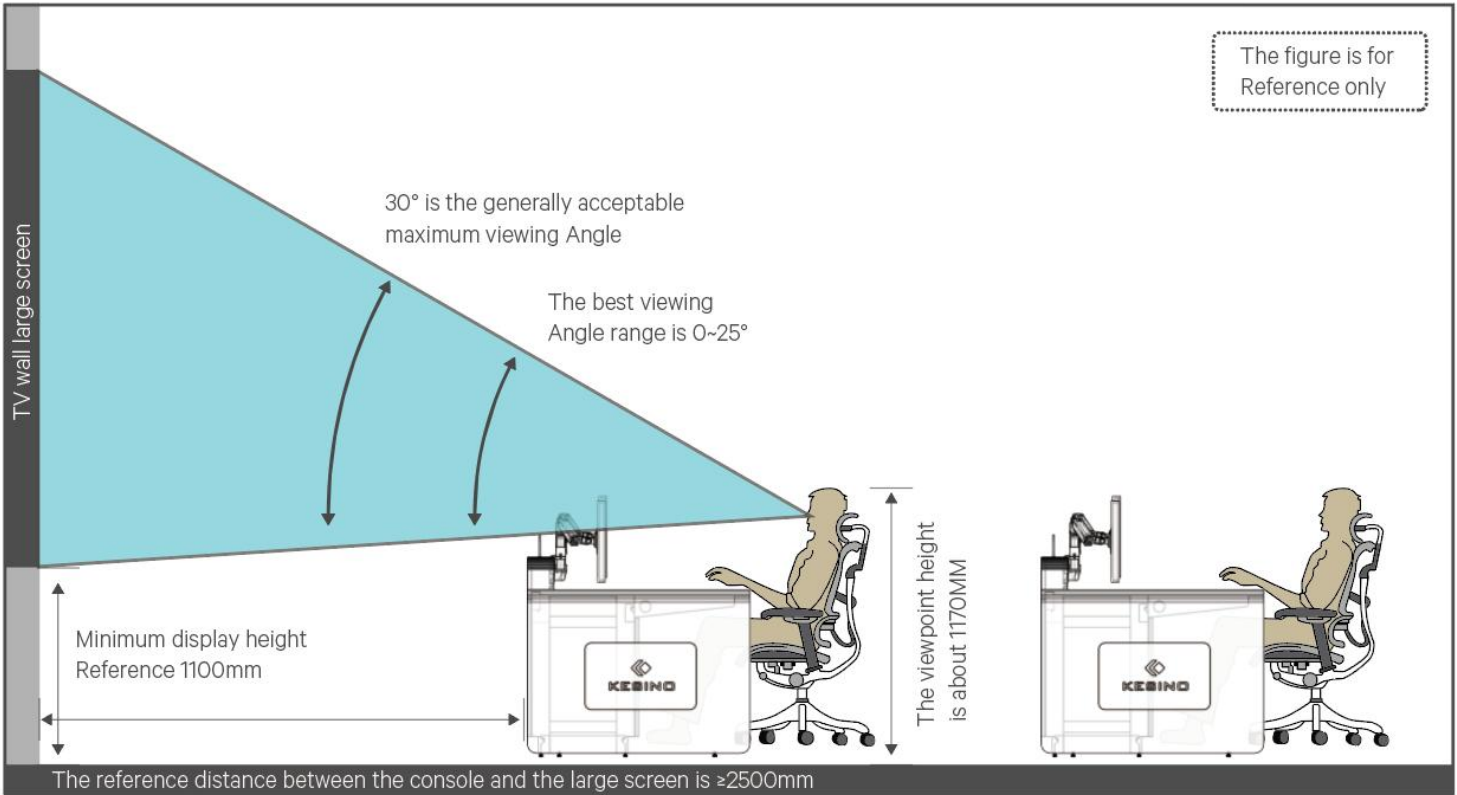 The figure is for
Reference only
30° is the generally acceptable
maximum viewing Angle
The best viewing
Angle range is 0~25°
TV wall large screen
The viewpoint height
is about 1170MM
Minimum display height
Reference 1100mm
KESINO
KESINO
The reference distance between the console and the large screen is ≥2500mm